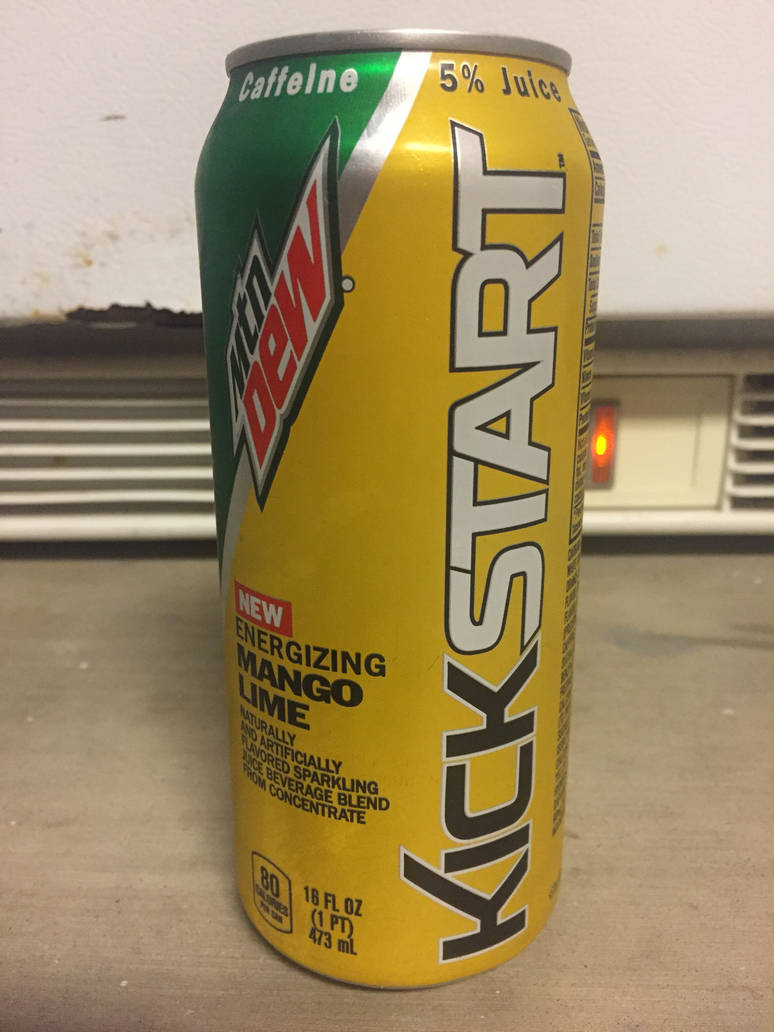 CaffeIne
5% JuIce
Mtn
DEW
®
KICKSTART™
NEW
ENERGIZING
MANGO
LIME
NATURALLY
AND ARTIFICIALLY
FLAVORED SPARKLING
JUICE BEVERAGE BLEND
FROM CONCENTRATE
80
CALORIES
PER CAN
16 FL OZ
(1 PT)
473 mL